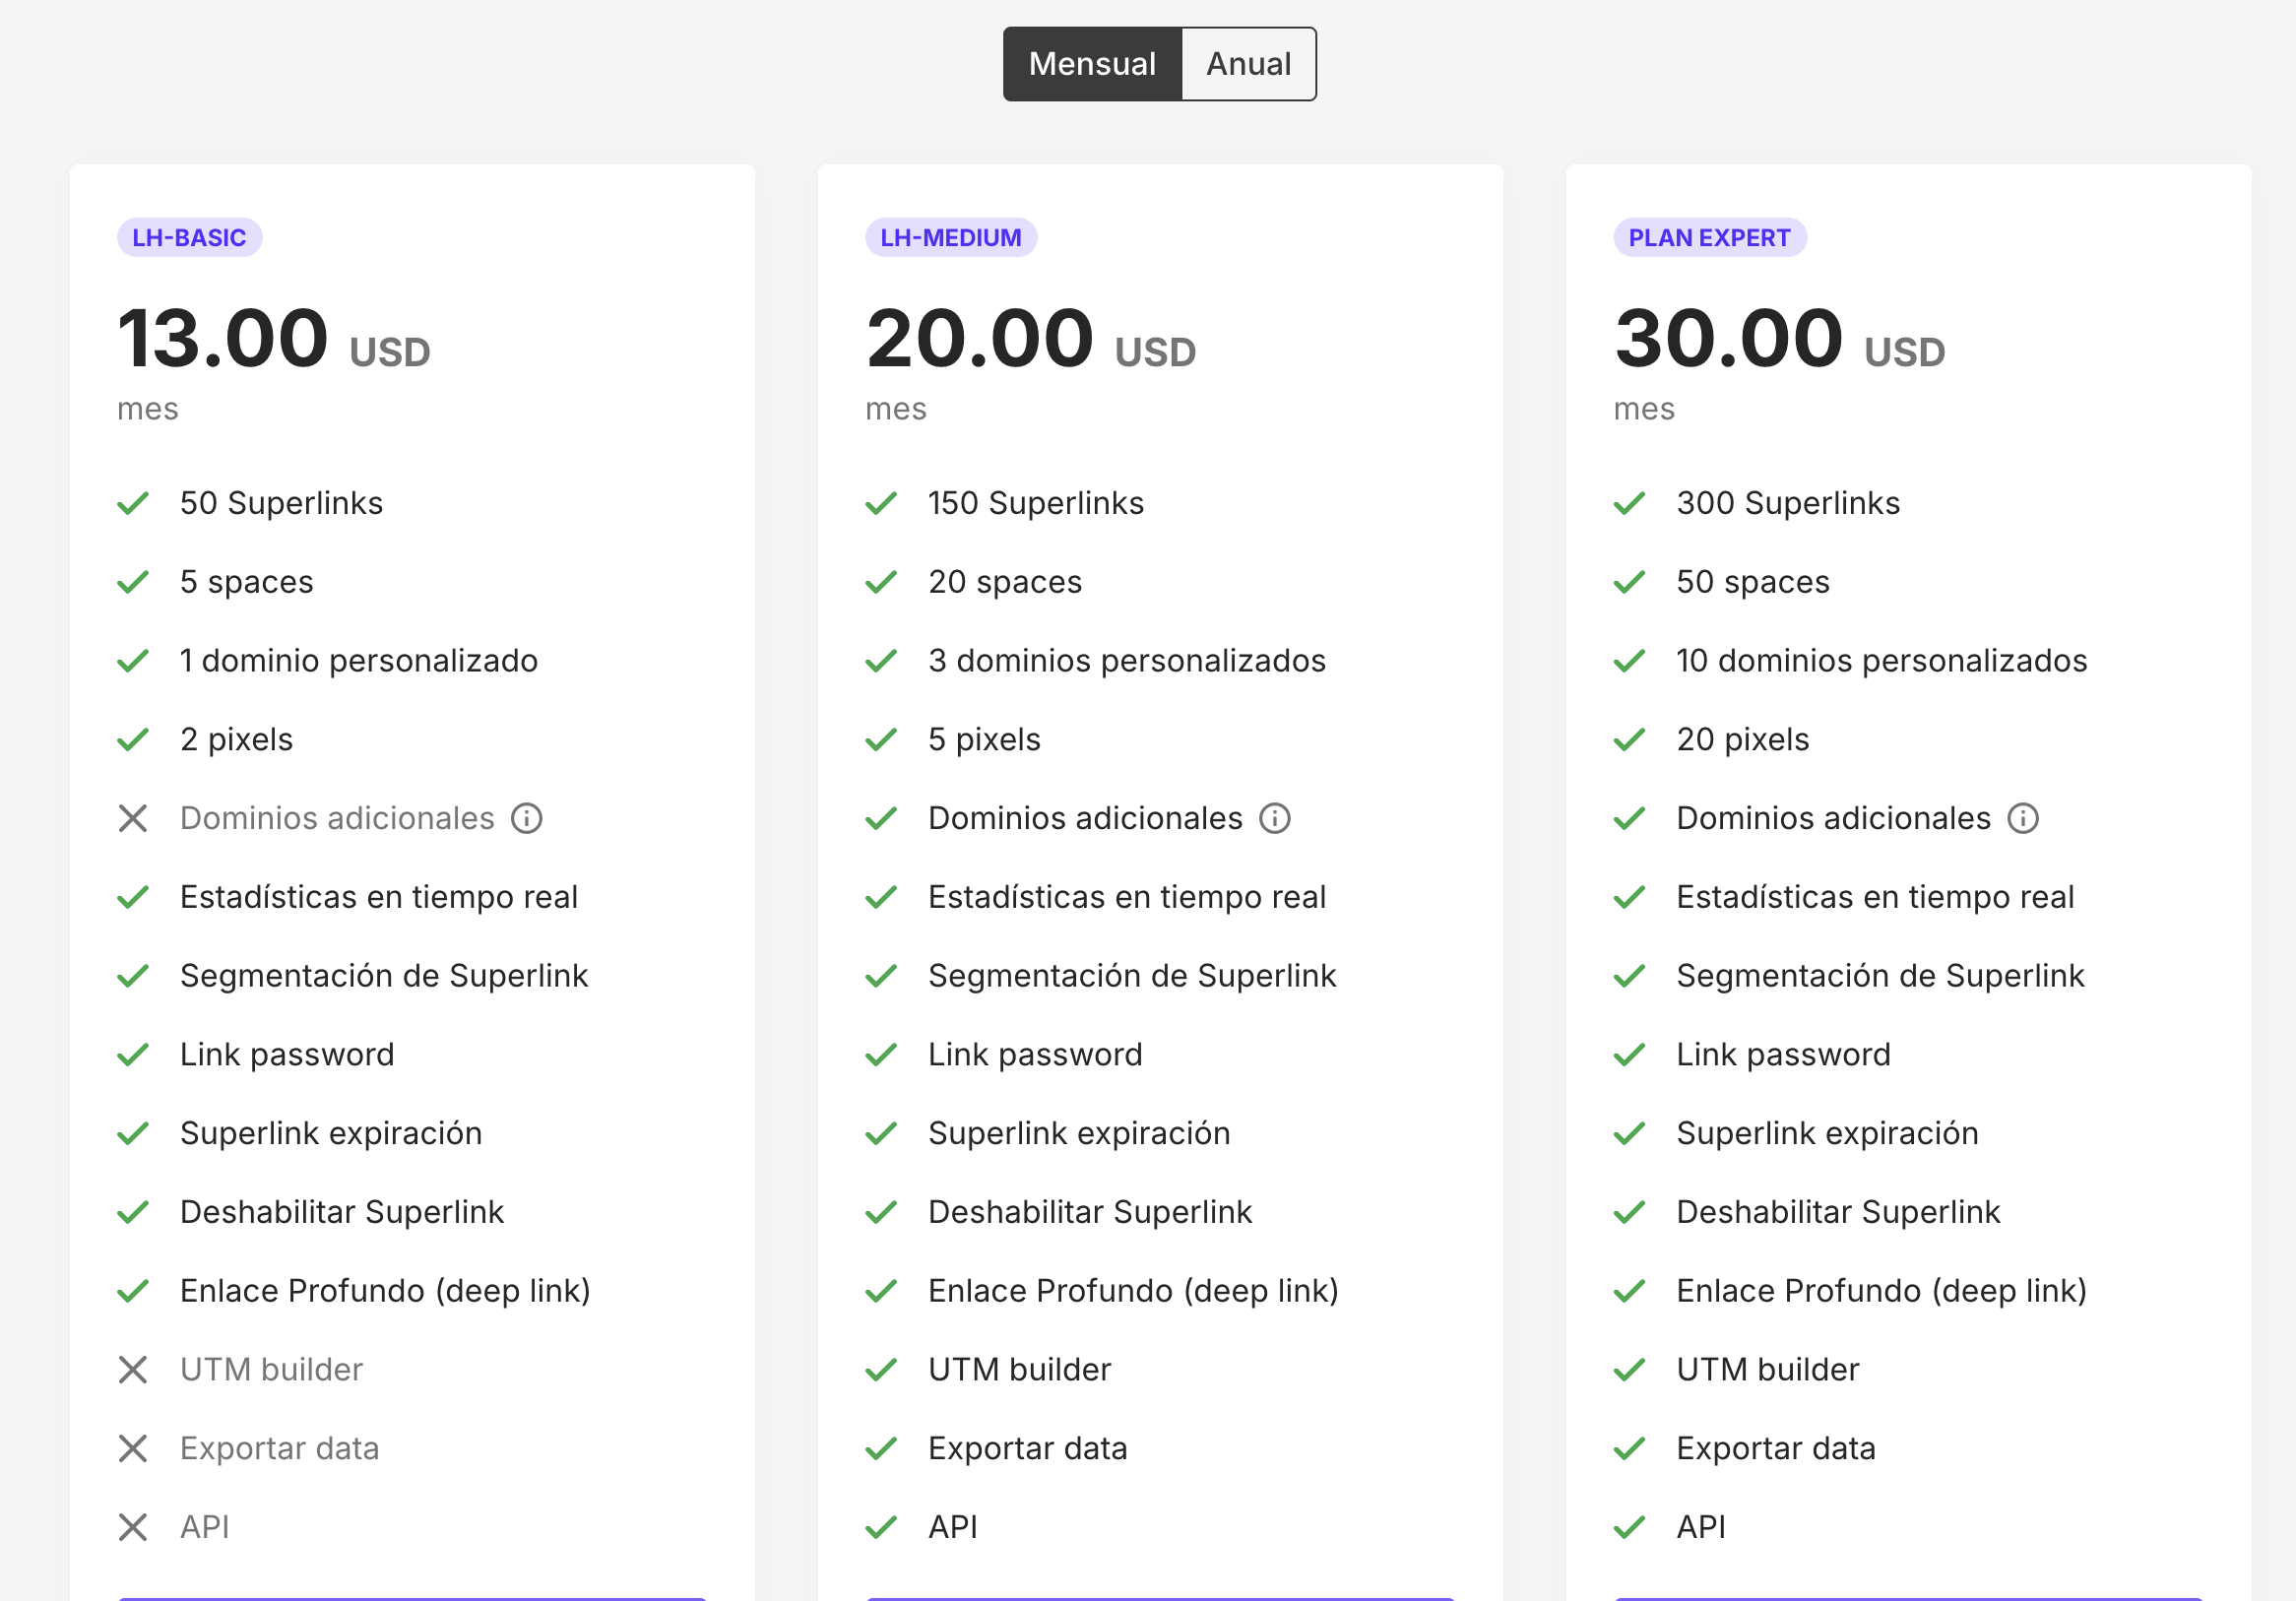 Mensual
Anual
LH-BASIC
13.00 USD
mes
50 Superlinks
5 spaces
1 dominio personalizado
2 pixels
Dominios adicionales
Estadísticas en tiempo real
Segmentación de Superlink
Link password
Superlink expiración
Deshabilitar Superlink
Enlace Profundo (deep link)
UTM builder
Exportar data
API
LH-MEDIUM
20.00 USD
mes
150 Superlinks
20 spaces
3 dominios personalizados
5 pixels
Dominios adicionales
Estadísticas en tiempo real
Segmentación de Superlink
Link password
Superlink expiración
Deshabilitar Superlink
Enlace Profundo (deep link)
UTM builder
Exportar data
API
PLAN EXPERT
30.00 USD
mes
300 Superlinks
50 spaces
10 dominios personalizados
20 pixels
Dominios adicionales
Estadísticas en tiempo real
Segmentación de Superlink
Link password
Superlink expiración
Deshabilitar Superlink
Enlace Profundo (deep link)
UTM builder
Exportar data
API